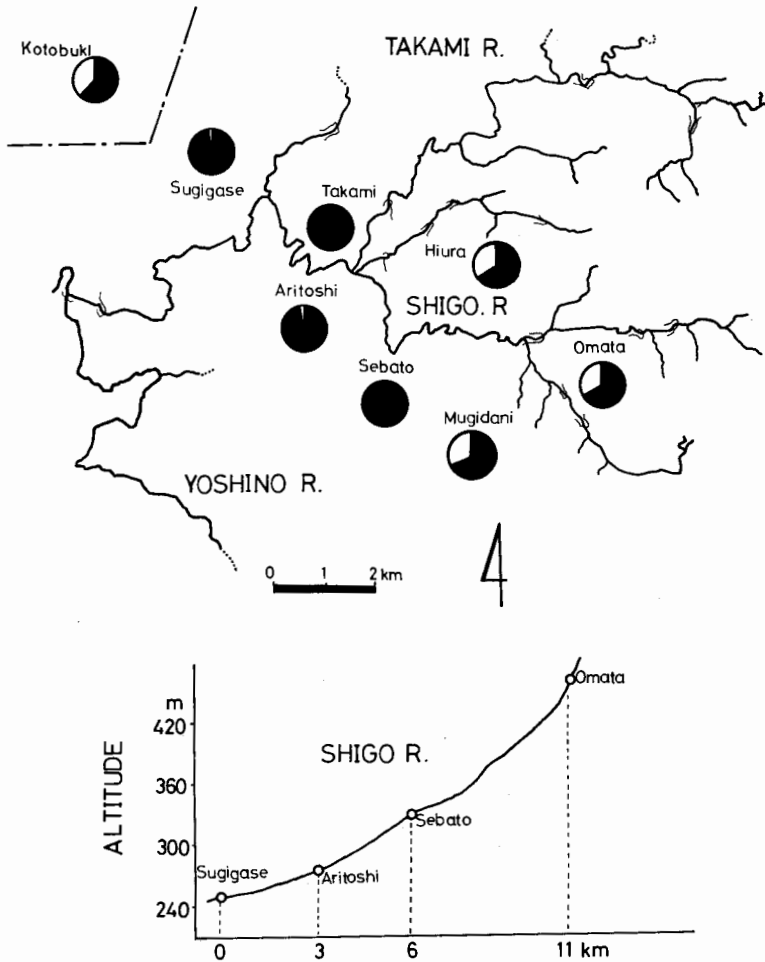 KotobukI
TAKAMI R.
Sugigase
Takami
Hiura
Aritoshi
SHIGO. R
Sebato
Omata
Mugidani
YOSHINO R.
0 1 2 km
Omata
m
420
SHIGO R.
360
ALTITUDE
Sebato
300
Sugigase
Aritoshi
240
0 3 6 11 km